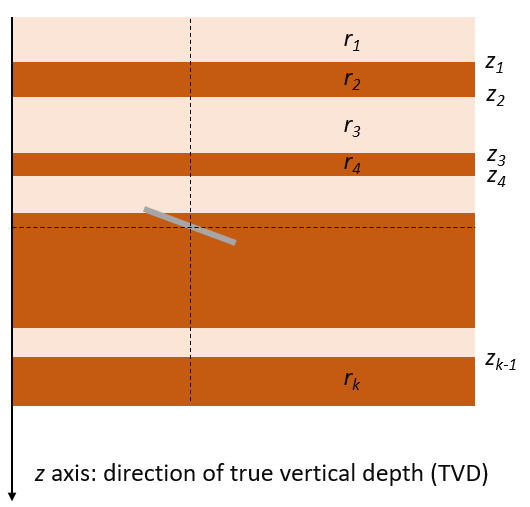 r1
z1
r2
z2
r3
z3
r4
z4
zk-1
rk
z axis: direction of true vertical depth (TVD)